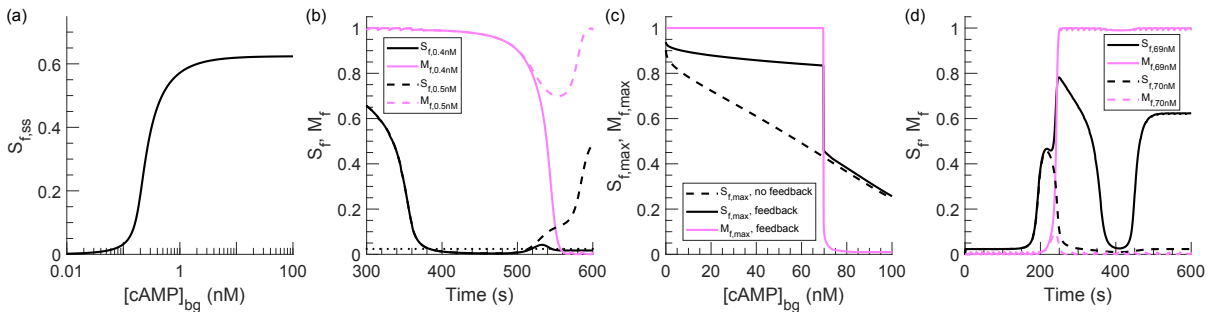 (a)
S_f,ss
0.6
0.4
0.2
0
0.01
1
100
[cAMP]_bg (nM)
(b)
S_f, M_f
1
0.8
0.6
0.4
0.2
0
S_f,0.4nM
M_f,0.4nM
S_f,0.5nM
M_f,0.5nM
300
400
500
600
Time (s)
(c)
S_f,max, M_f,max
1
0.8
0.6
0.4
0.2
0
S_f,max, no feedback
S_f,max, feedback
M_f,max, feedback
0
20
40
60
80
100
[cAMP]_bg (nM)
(d)
S_f, M_f
1
0.8
0.6
0.4
0.2
0
S_f,69nM
M_f,69nM
S_f,70nM
M_f,70nM
0
200
400
600
Time (s)